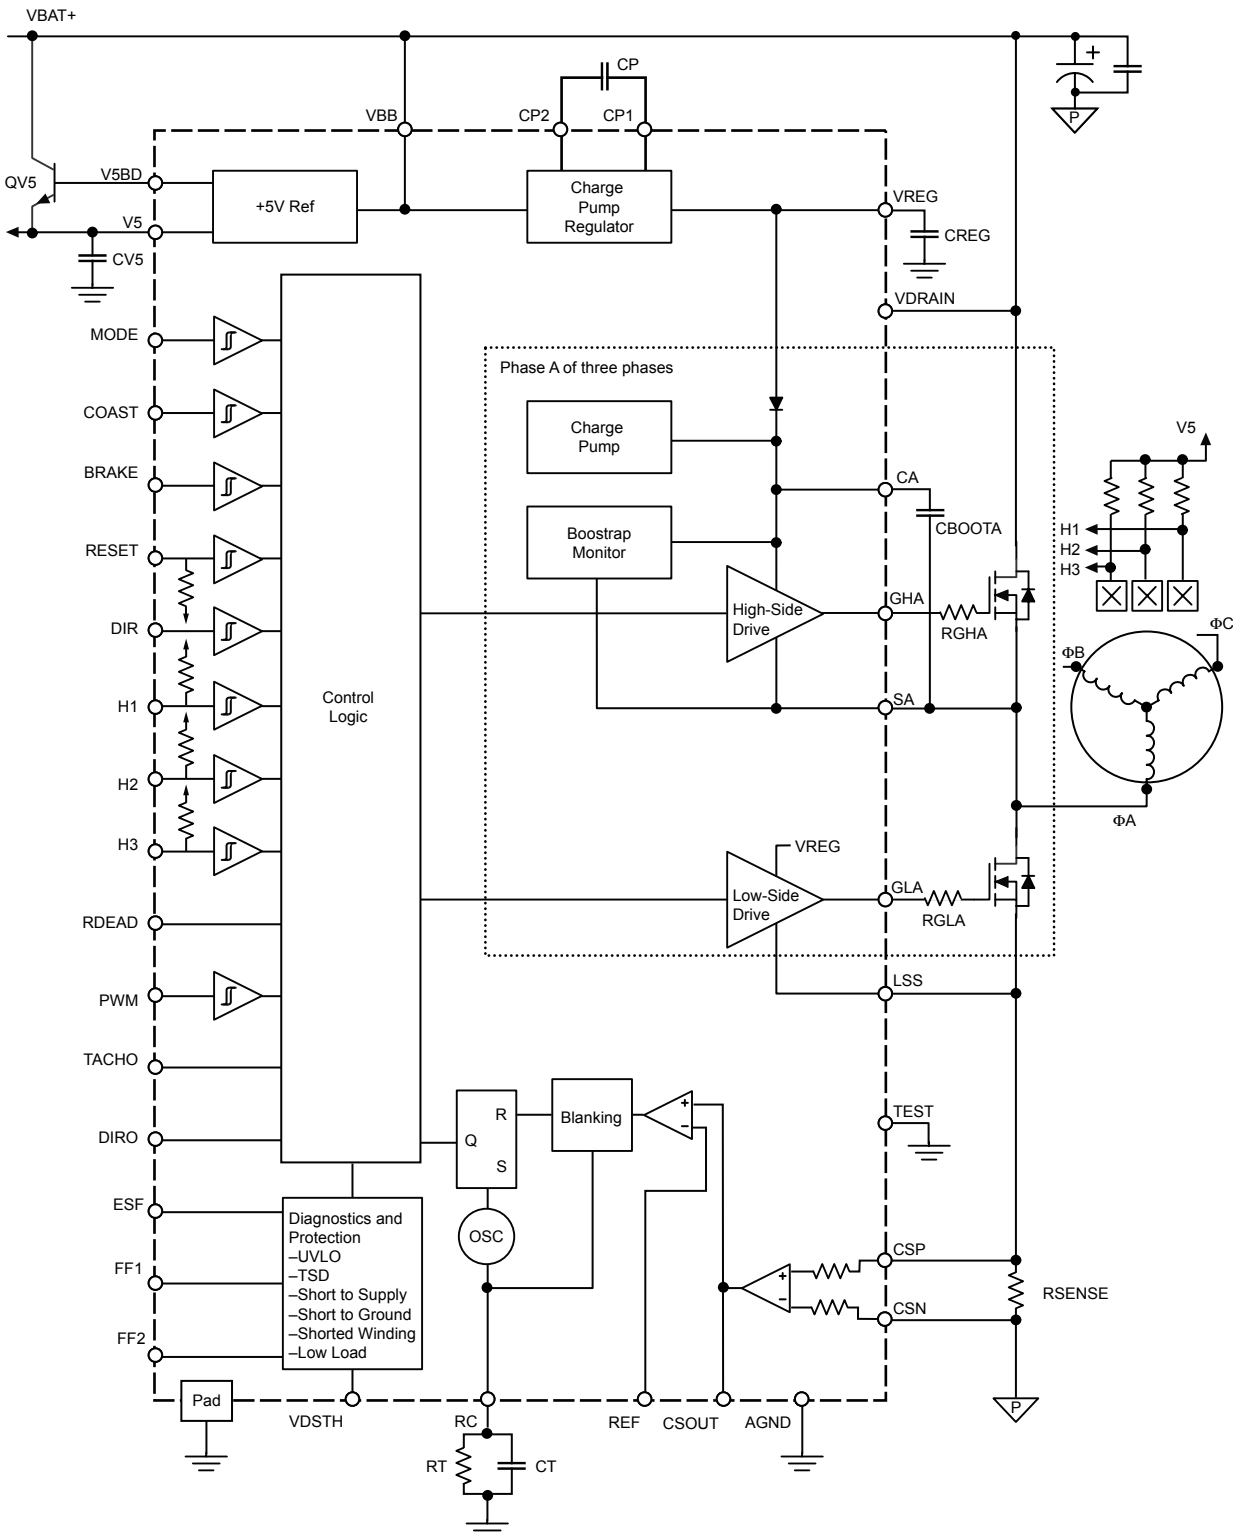 VBAT+
CP
VBB
CP2
CP1
+
P
QV5
V5BD
+5V Ref
Charge
Pump
Regulator
VREG
V5
CV5
CREG
VDRAIN
MODE
Phase A of three phases
COAST
Charge
Pump
V5
BRAKE
CA
CBOOTA
H1
H2
H3
RESET
Boostrap
Monitor
DIR
High-Side
Drive
GHA
RGHA
ΦC
ΦB
H1
Control
Logic
SA
H2
ΦA
H3
VREG
Low-Side
Drive
GLA
RGLA
RDEAD
LSS
PWM
TACHO
R
Q
S
Blanking
+
–
TEST
DIRO
ESF
Diagnostics and
Protection
–UVLO
–TSD
–Short to Supply
–Short to Ground
–Shorted Winding
–Low Load
OSC
CSP
+
–
FF1
RSENSE
CSN
FF2
Pad
VDSTH
RC
REF
CSOUT
AGND
P
RT
CT